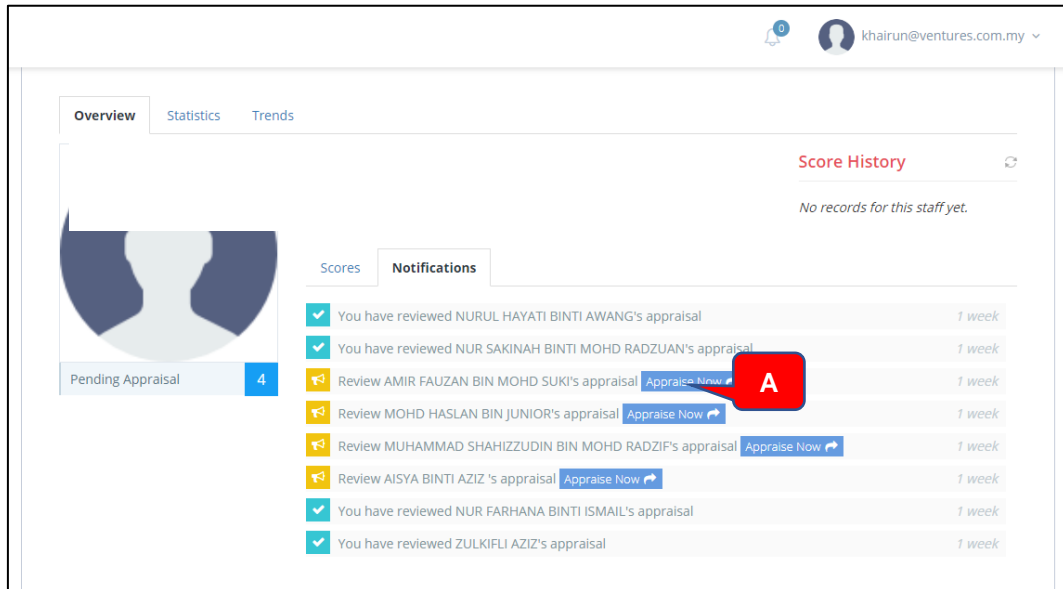 0
khairun@ventures.com.my
Overview Statistics Trends
Score History
No records for this staff yet.
Scores Notifications
You have reviewed NURUL HAYATI BINTI AWANG's appraisal 1 week
You have reviewed NUR SAKINAH BINTI MOHD RADZUAN's appraisal 1 week
Pending Appraisal 4
Review AMIR FAUZAN BIN MOHD SUKI's appraisal Appraise Now 1 week
A
Review MOHD HASLAN BIN JUNIOR's appraisal Appraise Now 1 week
Review MUHAMMAD SHAHIZZUDIN BIN MOHD RADZIF's appraisal Appraise Now 1 week
Review AISYA BINTI AZIZ 's appraisal Appraise Now 1 week
You have reviewed NUR FARHANA BINTI ISMAIL's appraisal 1 week
You have reviewed ZULKIFLI AZIZ's appraisal 1 week